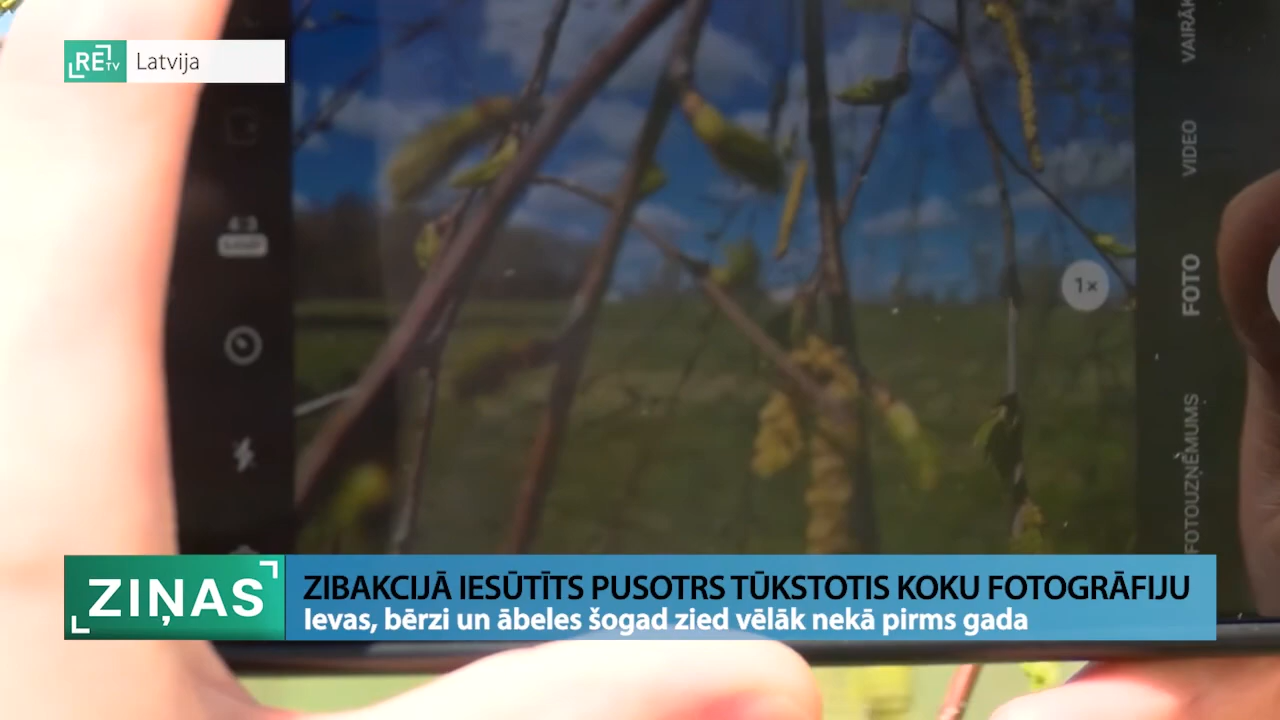 RE TV Latvija
VAIRĀK
VIDEO
4:3
1×
FOTO
FOTOUZŅĒMUMS
ZIŅAS
ZIBAKCIJĀ IESŪTĪTS PUSOTRS TŪKSTOTIS KOKU FOTOGRĀFIJU
Ievas, bērzi un ābeles šogad zied vēlāk nekā pirms gada